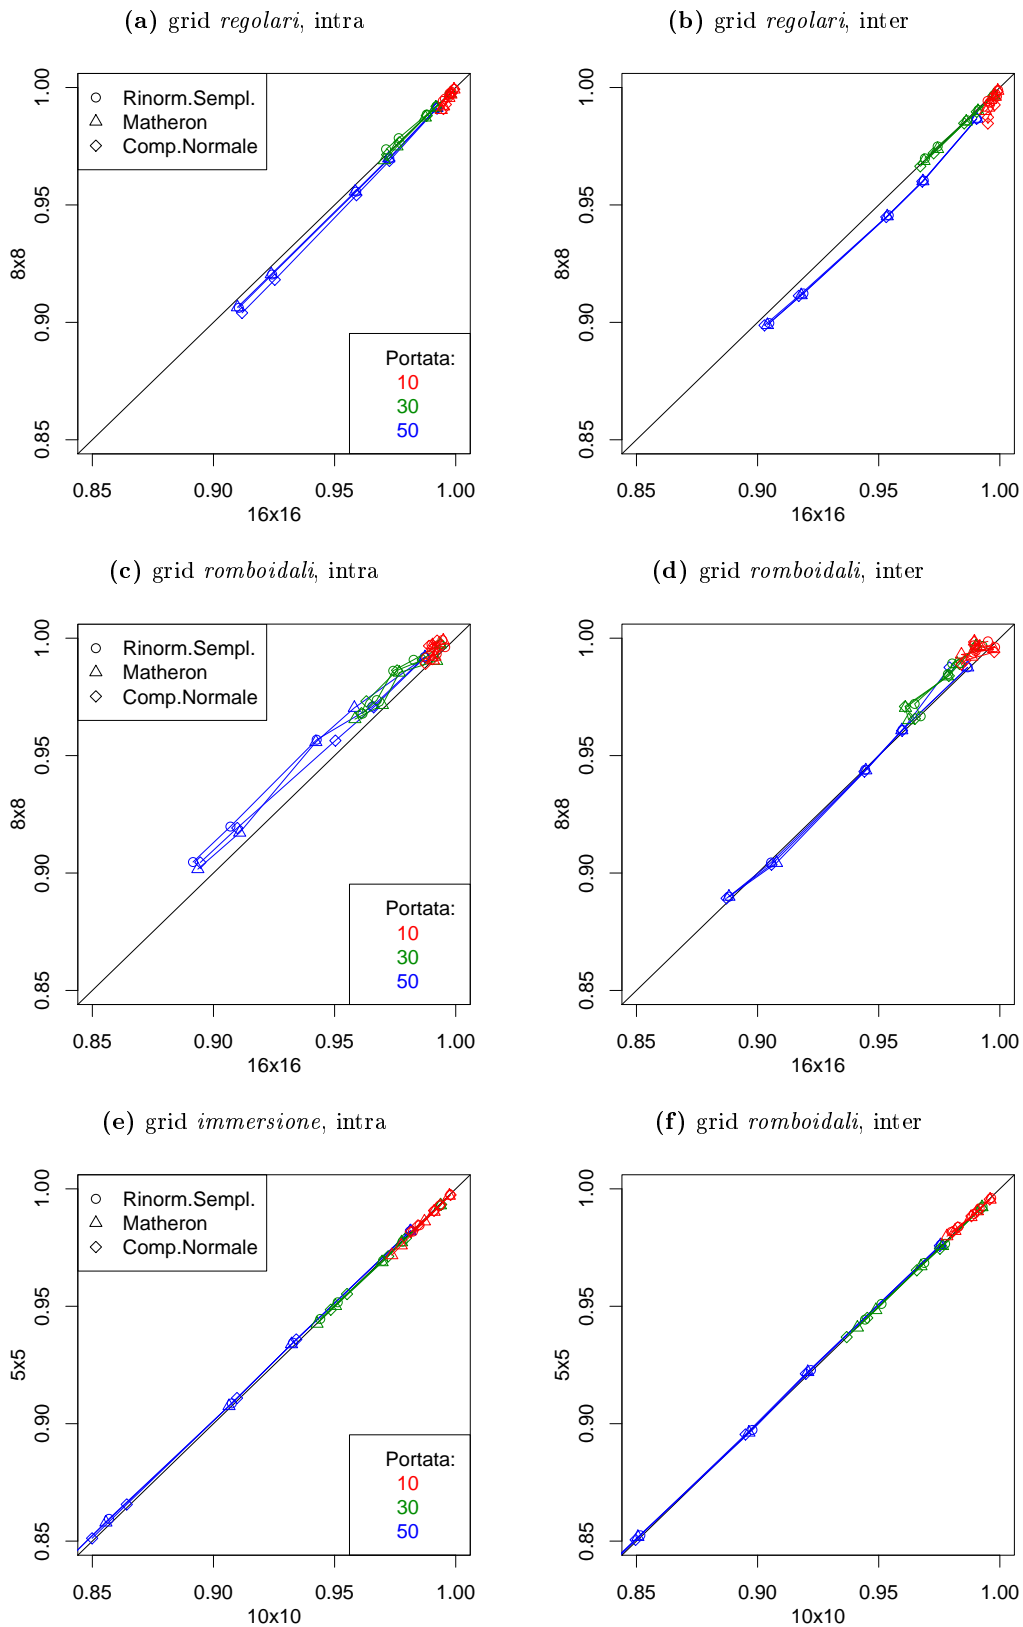 (a) grid regolari, intra
1.00
0.95
0.90
0.85
8x8
Rinorm.Sempl.
Matheron
Comp.Normale
Portata:
10
30
50
0.85 0.90 0.95 1.00
16x16
(b) grid regolari, inter
1.00
0.95
0.90
0.85
8x8
0.85 0.90 0.95 1.00
16x16
(c) grid romboidali, intra
1.00
0.95
0.90
0.85
8x8
Rinorm.Sempl.
Matheron
Comp.Normale
Portata:
10
30
50
0.85 0.90 0.95 1.00
16x16
(d) grid romboidali, inter
1.00
0.95
0.90
0.85
8x8
0.85 0.90 0.95 1.00
16x16
(e) grid immersione, intra
1.00
0.95
0.90
0.85
5x5
Rinorm.Sempl.
Matheron
Comp.Normale
Portata:
10
30
50
0.85 0.90 0.95 1.00
10x10
(f) grid romboidali, inter
1.00
0.95
0.90
0.85
5x5
0.85 0.90 0.95 1.00
10x10